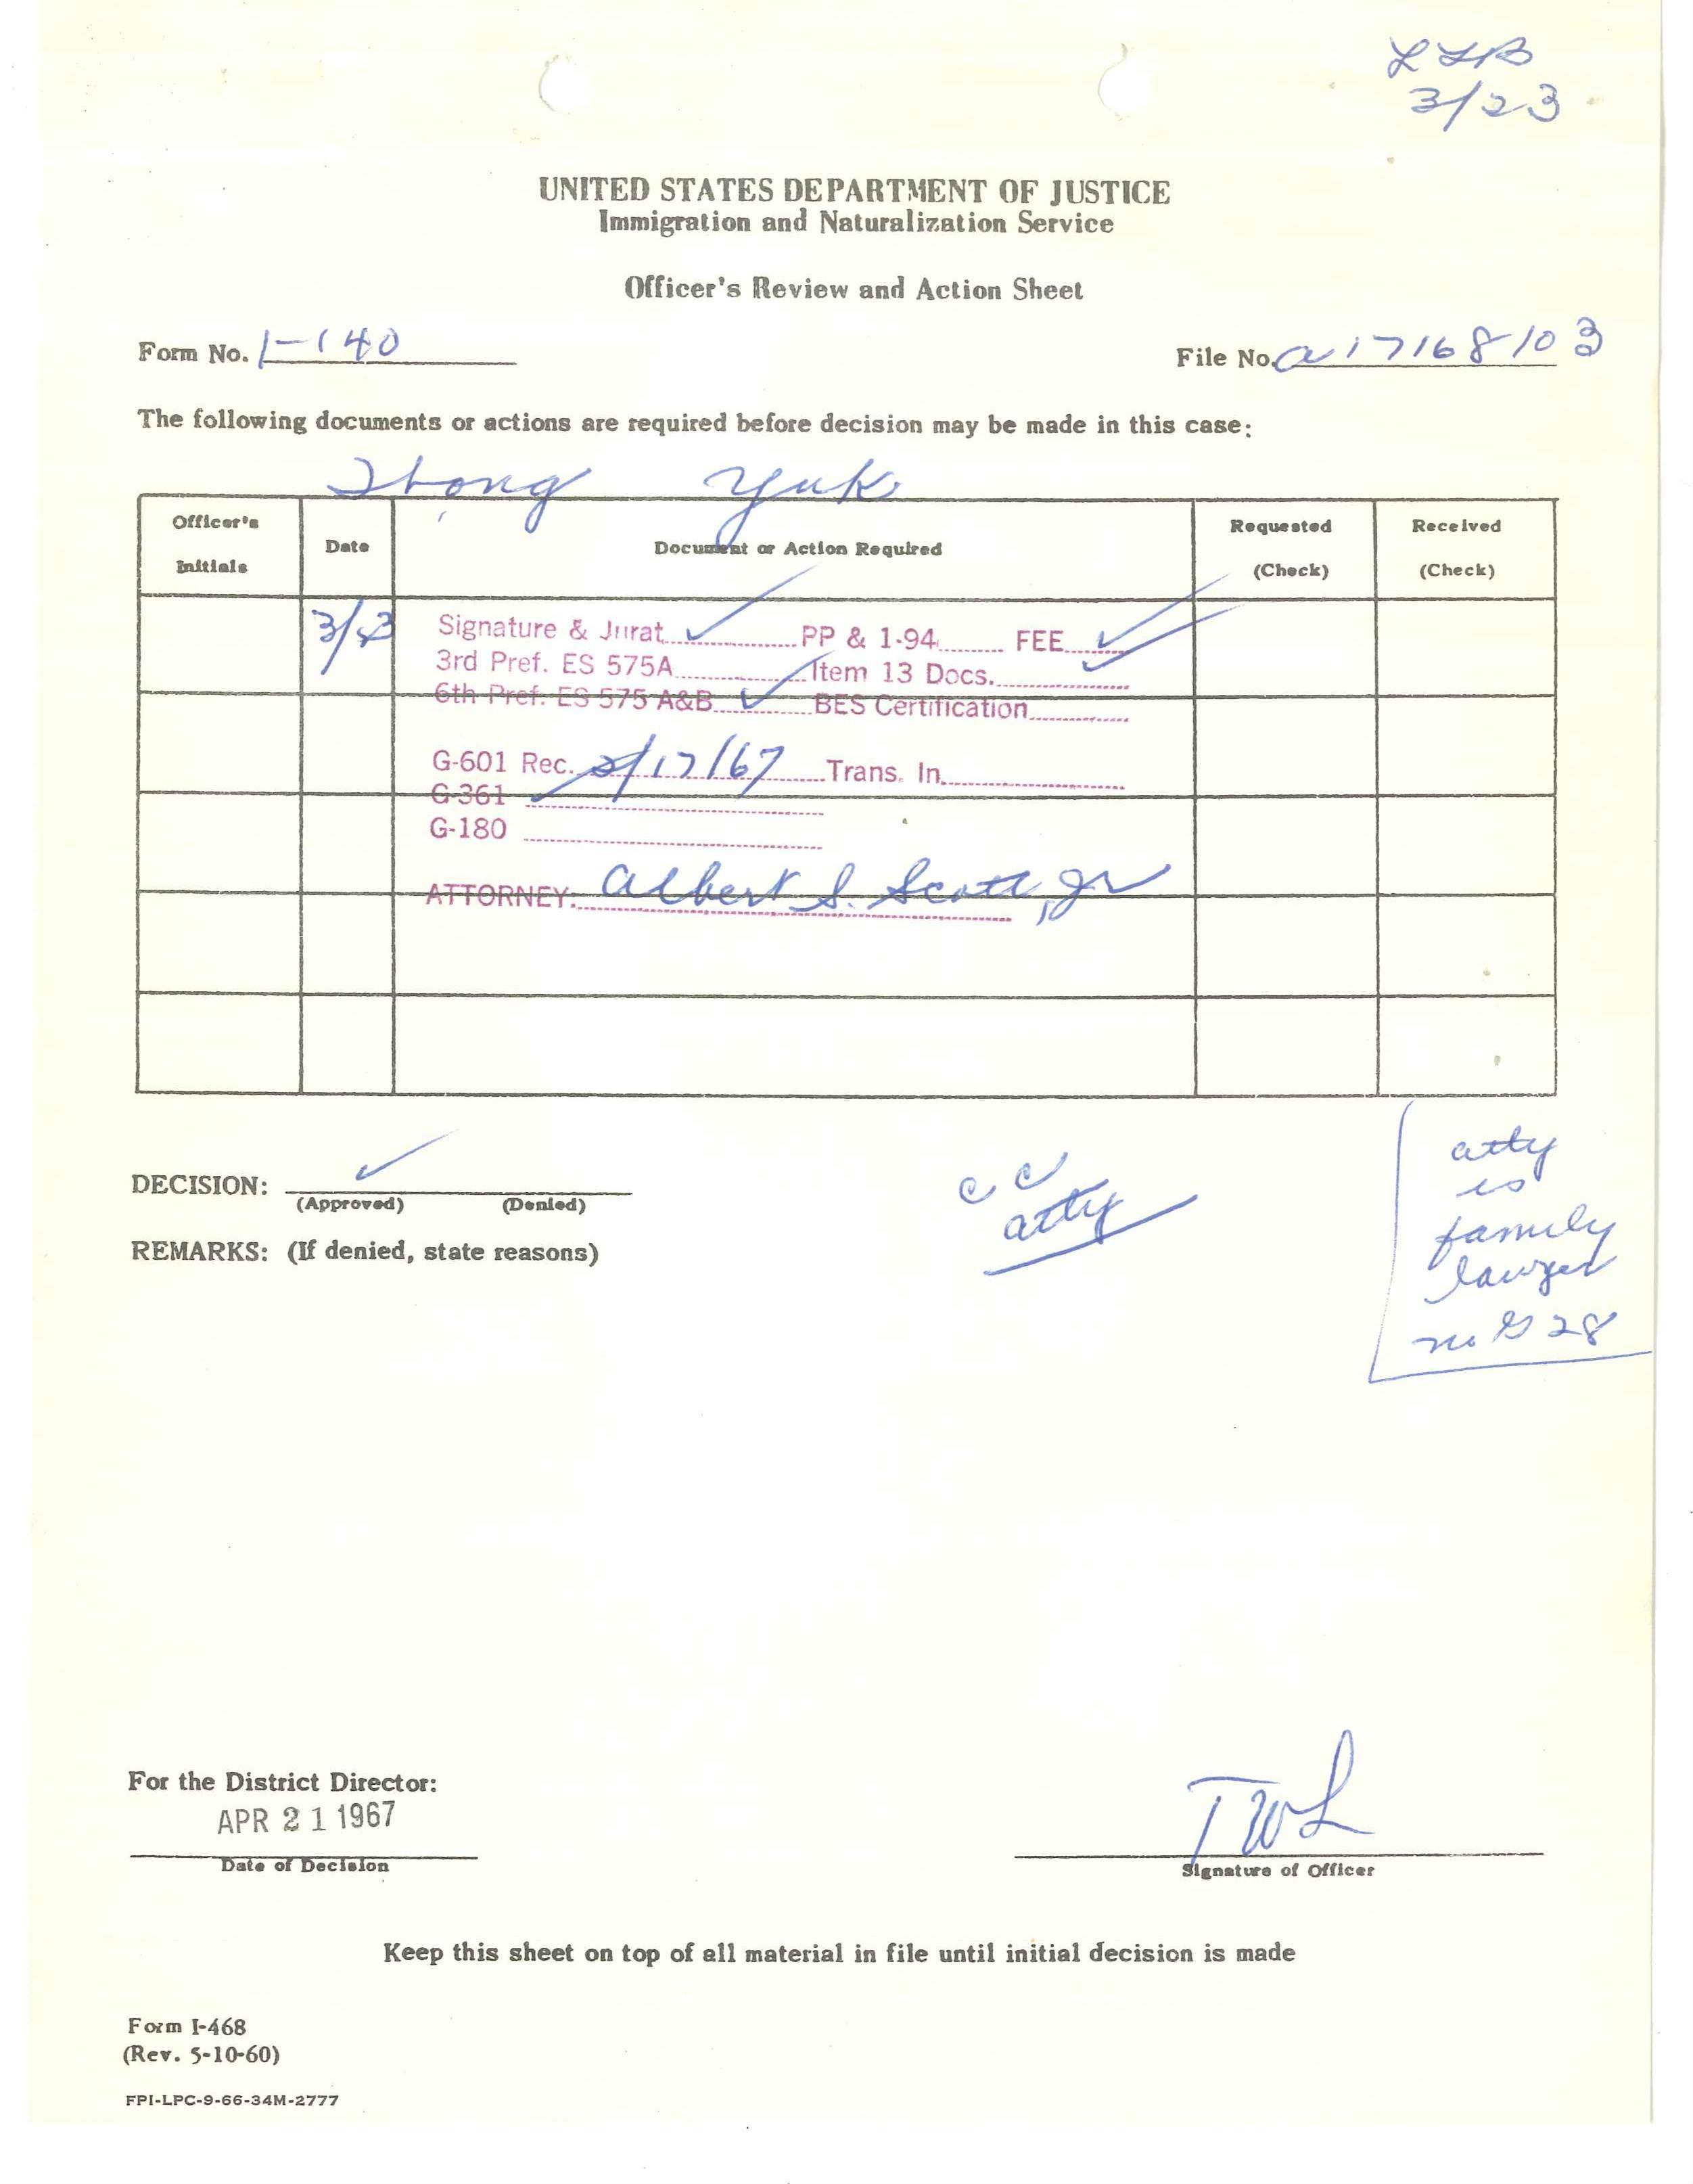 3/23
UNITED STATES DEPARTMENT OF JUSTICE
Immigration and Naturalization Service
Officer's Review and Action Sheet
Form No. I-140
File No. a17168103
The following documents or actions are required before decision may be made in this case:
Yuk
Officer's Initials
Date
Document or Action Required
Requested (Check)
Received (Check)
Signature & Jurat ✓ PP & 1-94 FEE ✓
3rd Pref. ES 575A Item 13 Docs. ✓
6th Pref. ES 575 A&B ✓ BES Certification
G-601 Rec. /17/67 Trans. In
G-361
G-180
ATTORNEY: Albert S. Scott, Jr
DECISION: ✓
(Approved) (Denied)
cc
atty
REMARKS: (If denied, state reasons)
atty
is
family
lawyer
no G 28
For the District Director:
APR 21 1967
Date of Decision
TWL
Signature of Officer
Keep this sheet on top of all material in file until initial decision is made
Form I-468
(Rev. 5-10-60)
FPI-LPC-9-66-34M-2777